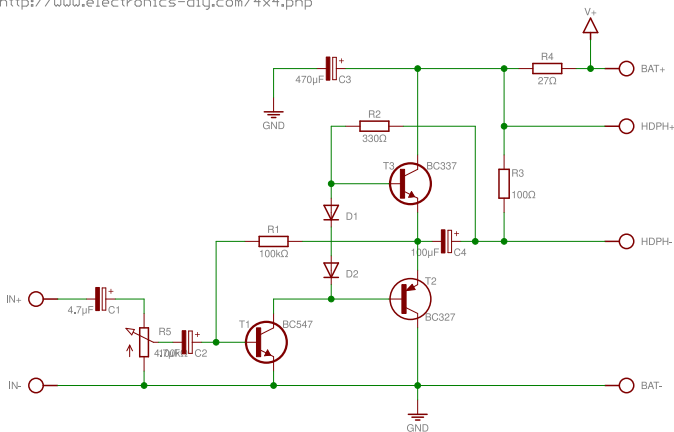 http://www.electronics-diy.com/4x4.php
V+
R4
27Ω
BAT+
470µF
C3
GND
R2
330Ω
HDPH+
T3
BC337
R3
100Ω
D1
R1
100kΩ
100µF
C4
HDPH-
D2
T2
BC327
IN+
4.7µF
C1
R5
C2
T1
BC547
IN-
BAT-
GND